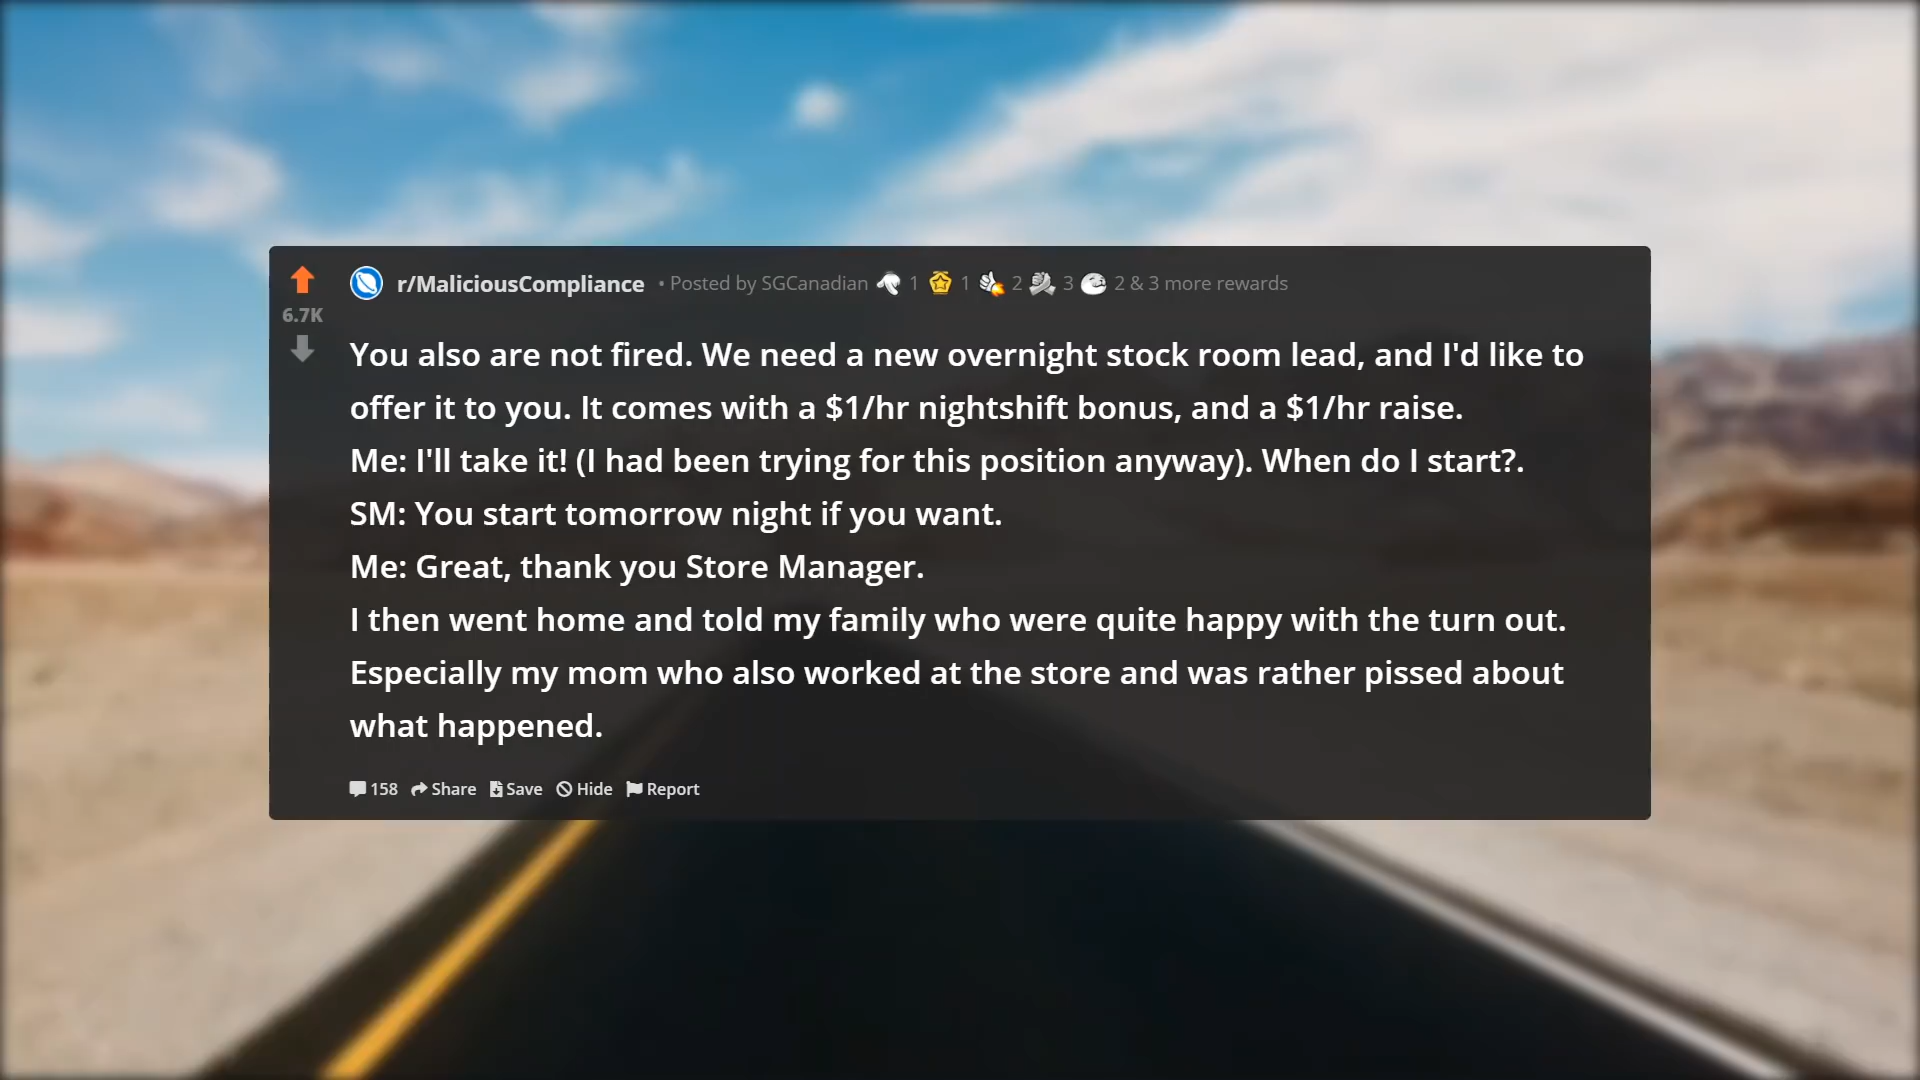 r/MaliciousCompliance • Posted by SGCanadian 1 1 2 3 2 & 3 more rewards
6.7K
You also are not fired. We need a new overnight stock room lead, and I'd like to
offer it to you. It comes with a $1/hr nightshift bonus, and a $1/hr raise.
Me: I'll take it! (I had been trying for this position anyway). When do I start?.
SM: You start tomorrow night if you want.
Me: Great, thank you Store Manager.
I then went home and told my family who were quite happy with the turn out.
Especially my mom who also worked at the store and was rather pissed about
what happened.
158 Share Save Hide Report